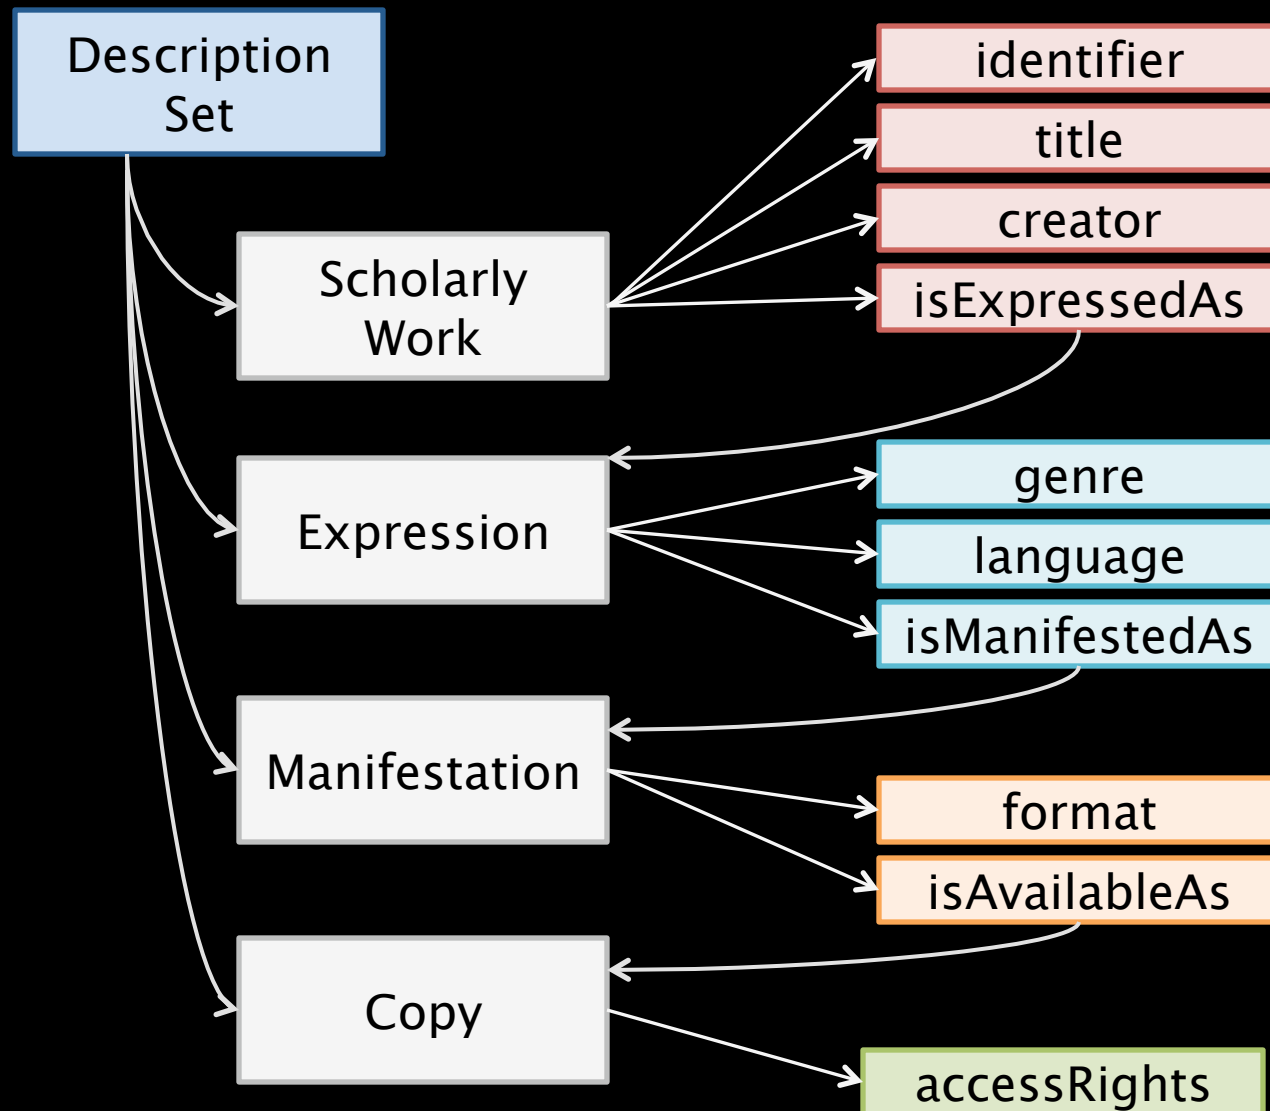 Description
Set
identifier
title
creator
isExpressedAs
Scholarly
Work
genre
language
isManifestedAs
Expression
format
isAvailableAs
Manifestation
accessRights
Copy